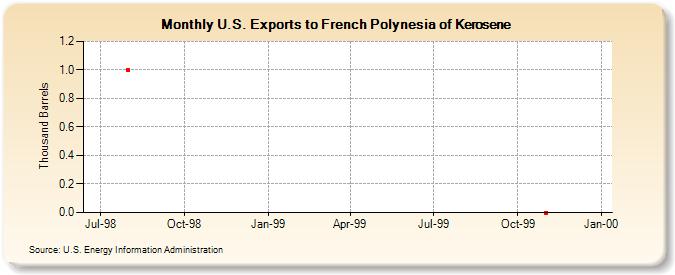 Monthly U.S. Exports to French Polynesia of Kerosene
Thousand Barrels
1.2
1.0
0.8
0.6
0.4
0.2
0.0
Jul-98 Oct-98 Jan-99 Apr-99 Jul-99 Oct-99 Jan-00
Source: U.S. Energy Information Administration